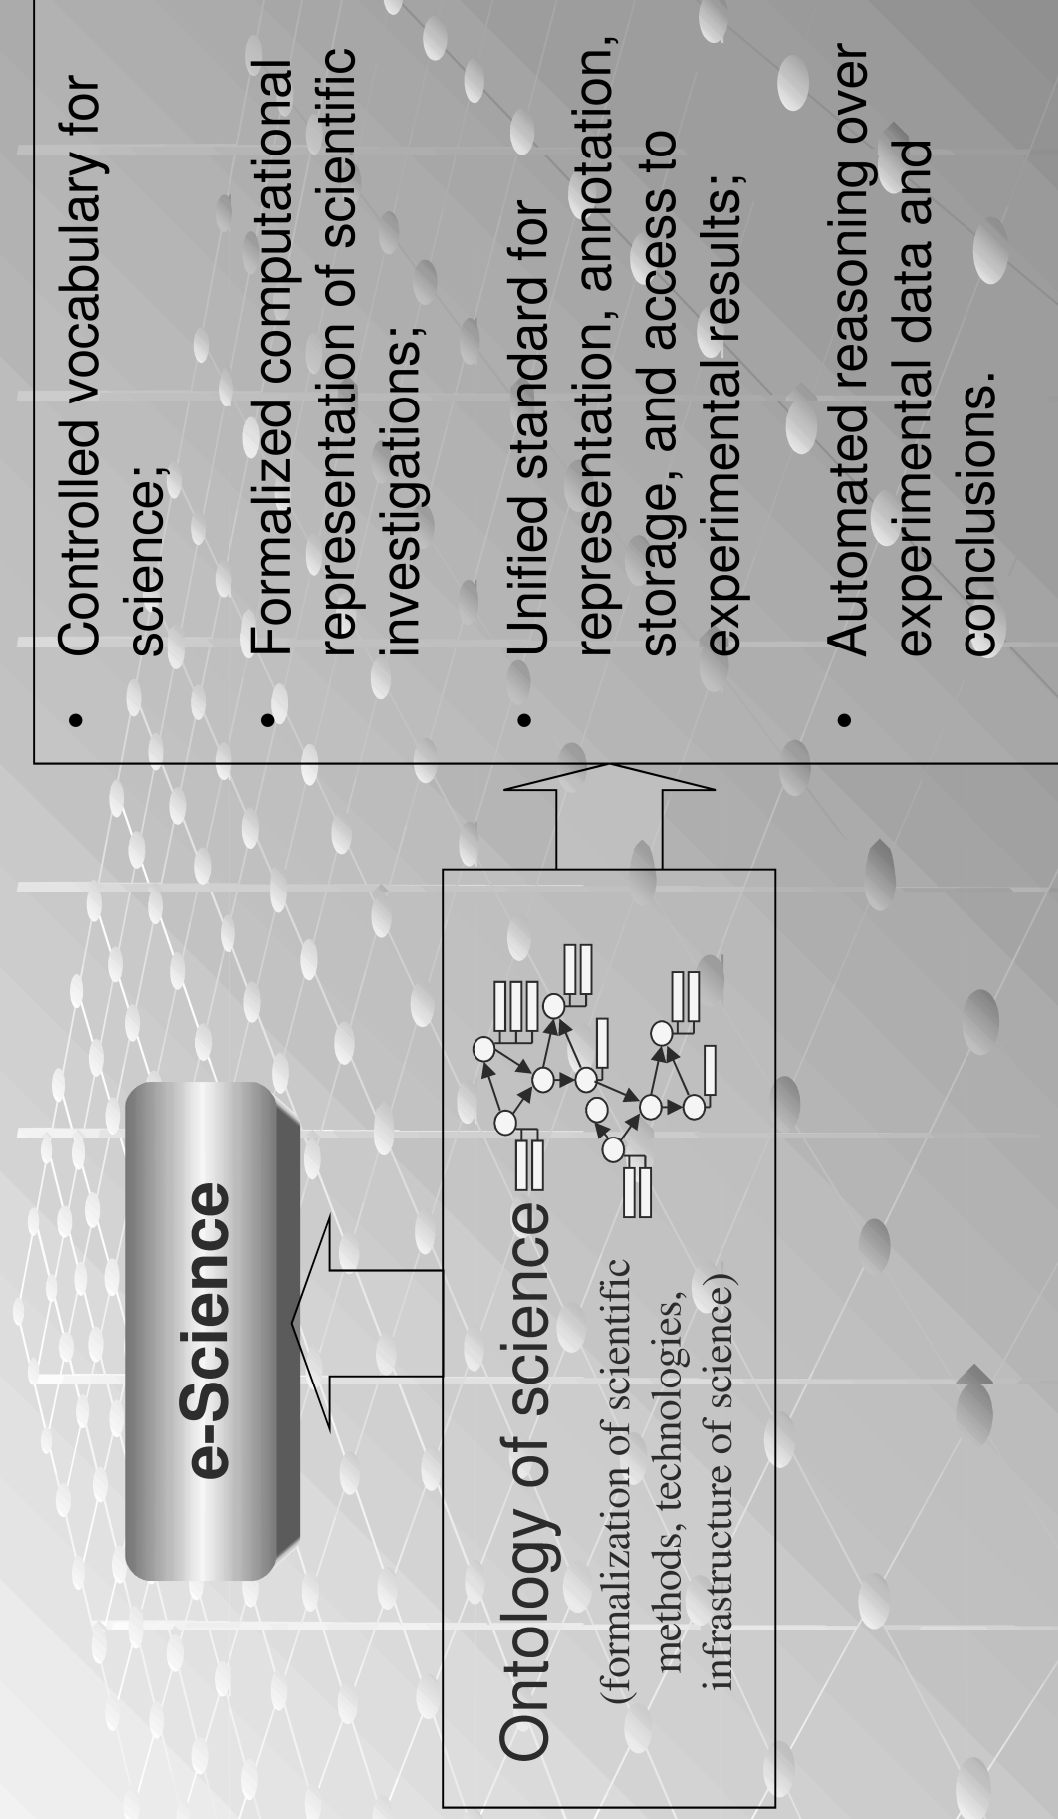 e-Science
Ontology of science
(formalization of scientific
methods, technologies,
infrastructure of science)
• Controlled vocabulary for
science;
• Formalized computational
representation of scientific
investigations;
• Unified standard for
representation, annotation,
storage, and access to
experimental results;
• Automated reasoning over
experimental data and
conclusions.